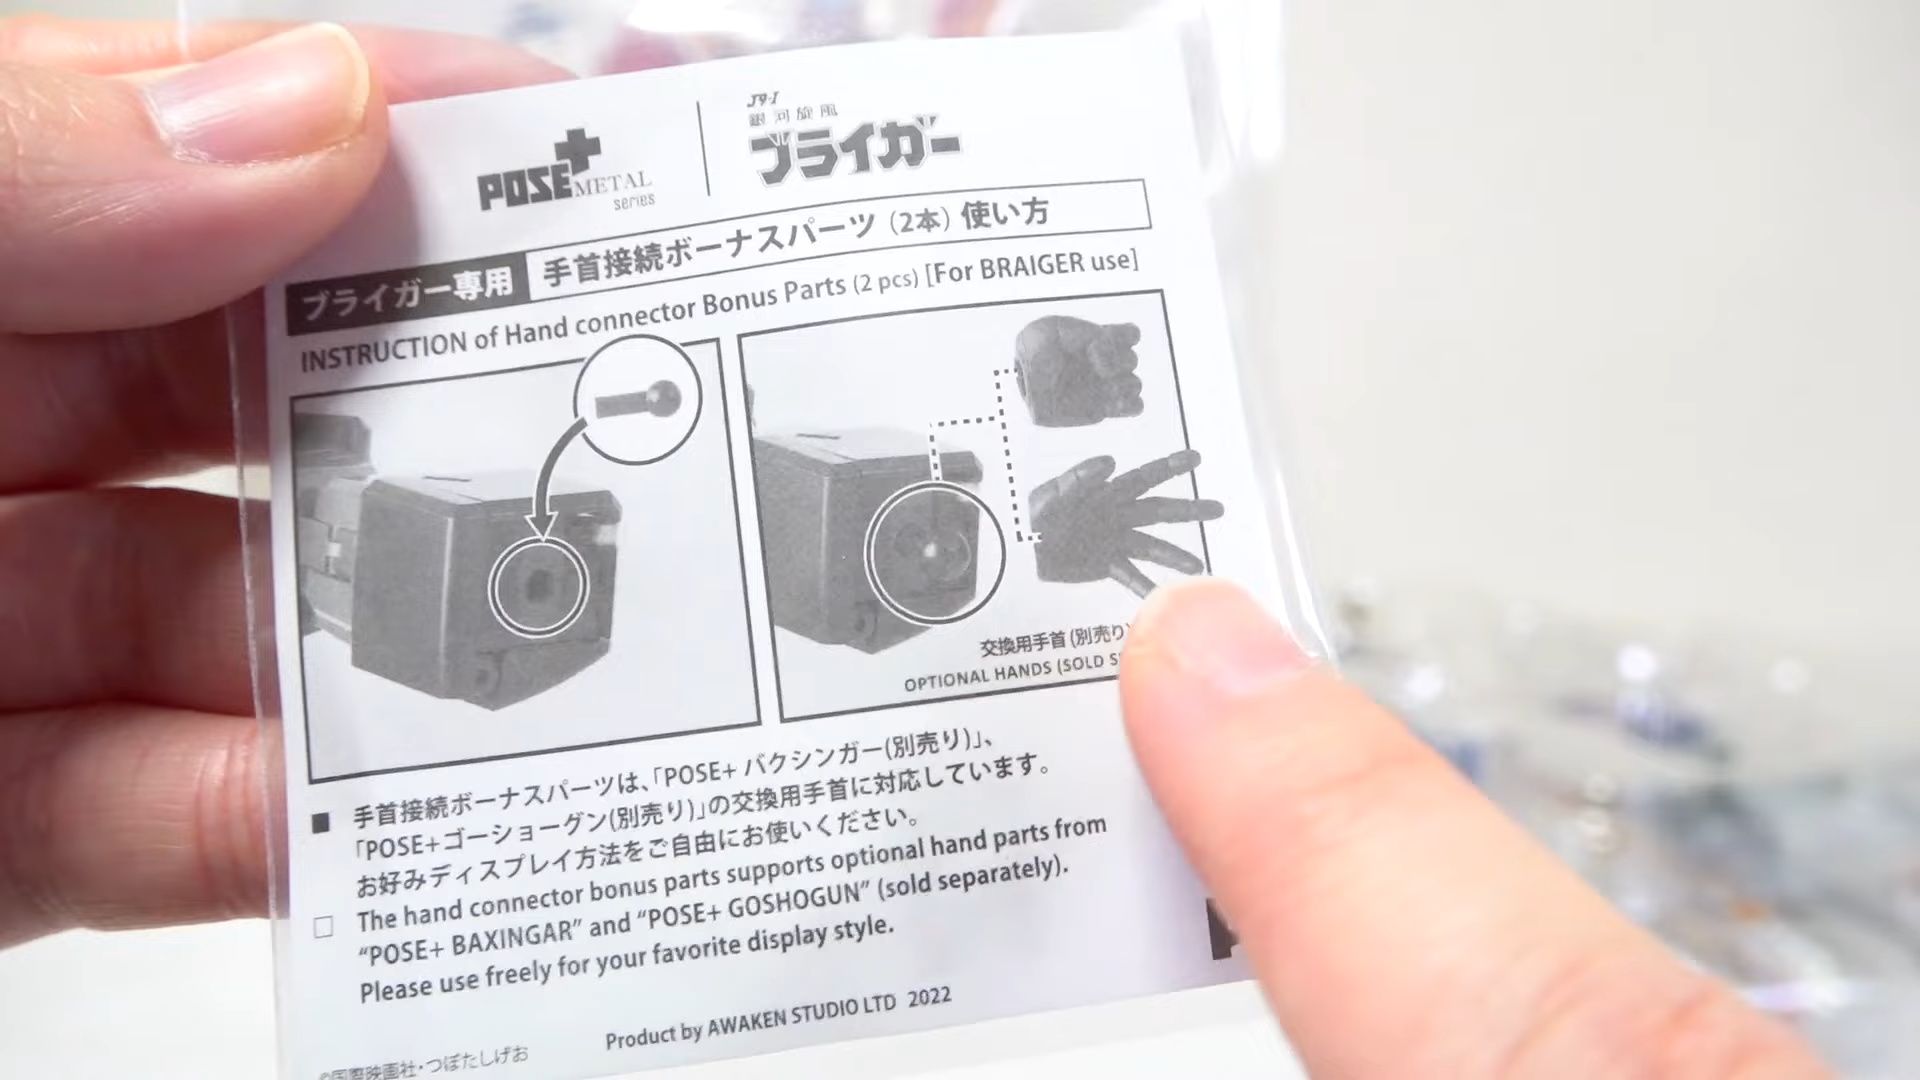 POSE+ METAL
series
J9-I
銀河旋風
ブライガー
ブライガー専用 手首接続ボーナスパーツ(2本)使い方
INSTRUCTION of Hand connector Bonus Parts (2 pcs) [For BRAIGER use]
交換用手首(別売り
OPTIONAL HANDS (SOLD
■ 手首接続ボーナスパーツは、「POSE+ バクシンガー(別売り)」、
「POSE+ゴーショーグン(別売り)」の交換用手首に対応しています。
お好みディスプレイ方法をご自由にお使いください。
□ The hand connector bonus parts supports optional hand parts from
“POSE+ BAXINGAR” and “POSE+ GOSHOGUN” (sold separately).
Please use freely for your favorite display style.
Product by AWAKEN STUDIO LTD 2022
©国際映画社・つぼたしげお